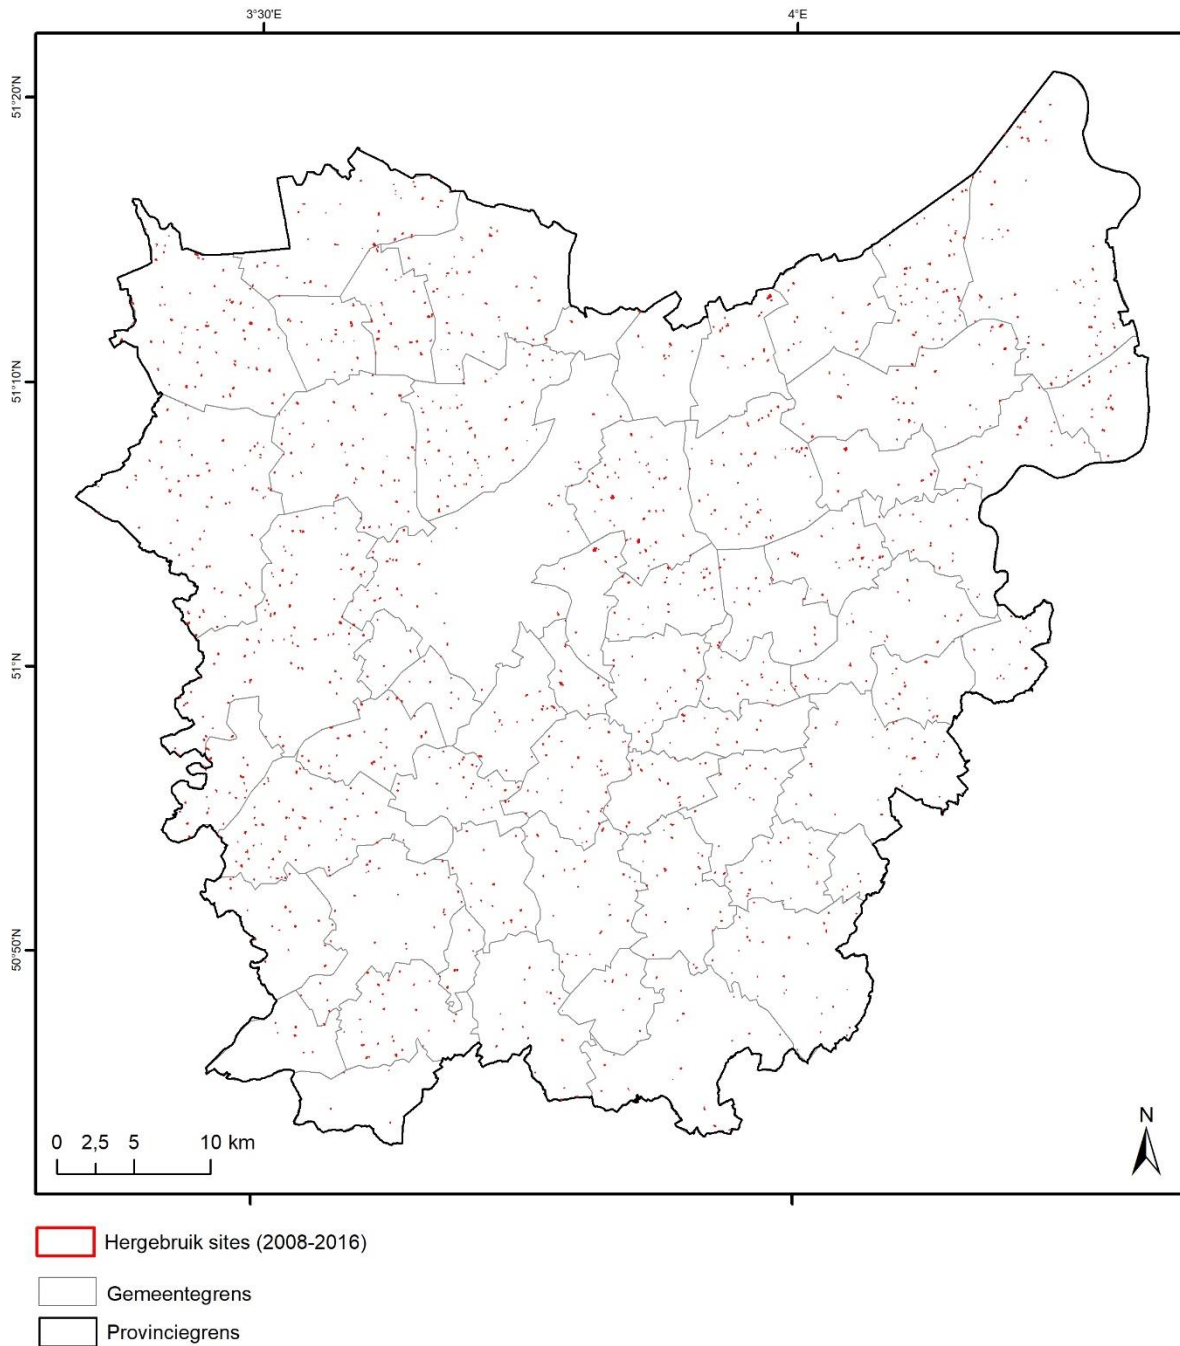 3°30'E
4°E
51°20'N
51°10'N
51°N
50°50'N
N
0 2,5 5 10 km
Hergebruik sites (2008-2016)
Gemeentegrens
Provinciegrens